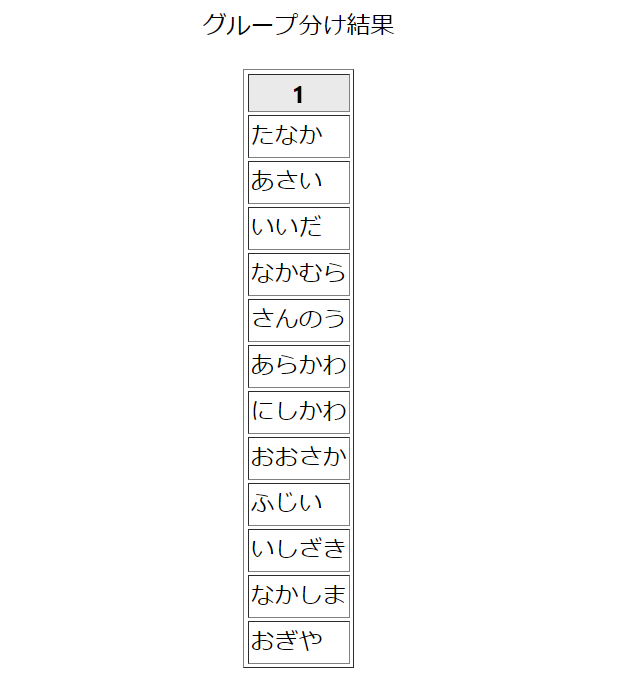 グループ分け結果
1
たなか
あさい
いいだ
なかむら
さんのう
あらかわ
にしかわ
おおさか
ふじい
いしざき
なかしま
おぎや